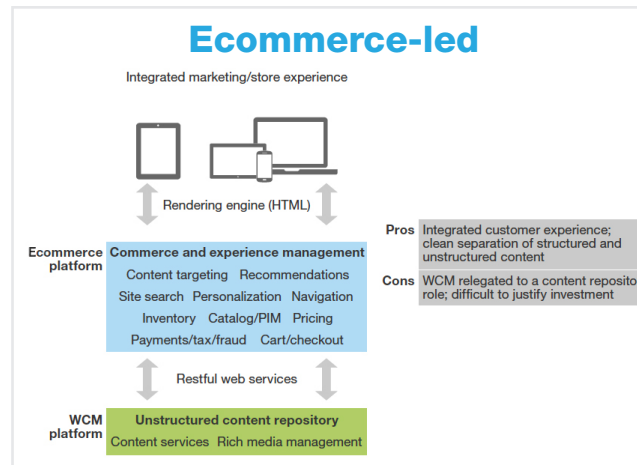 Ecommerce-led
Integrated marketing/store experience
Rendering engine (HTML)
Ecommerce
platform
Commerce and experience management
Content targeting Recommendations
Site search Personalization Navigation
Inventory Catalog/PIM Pricing
Payments/tax/fraud Cart/checkout
Pros
Integrated customer experience;
clean separation of structured and
unstructured content
Cons
WCM relegated to a content reposito
role; difficult to justify investment
Restful web services
WCM
platform
Unstructured content repository
Content services Rich media management